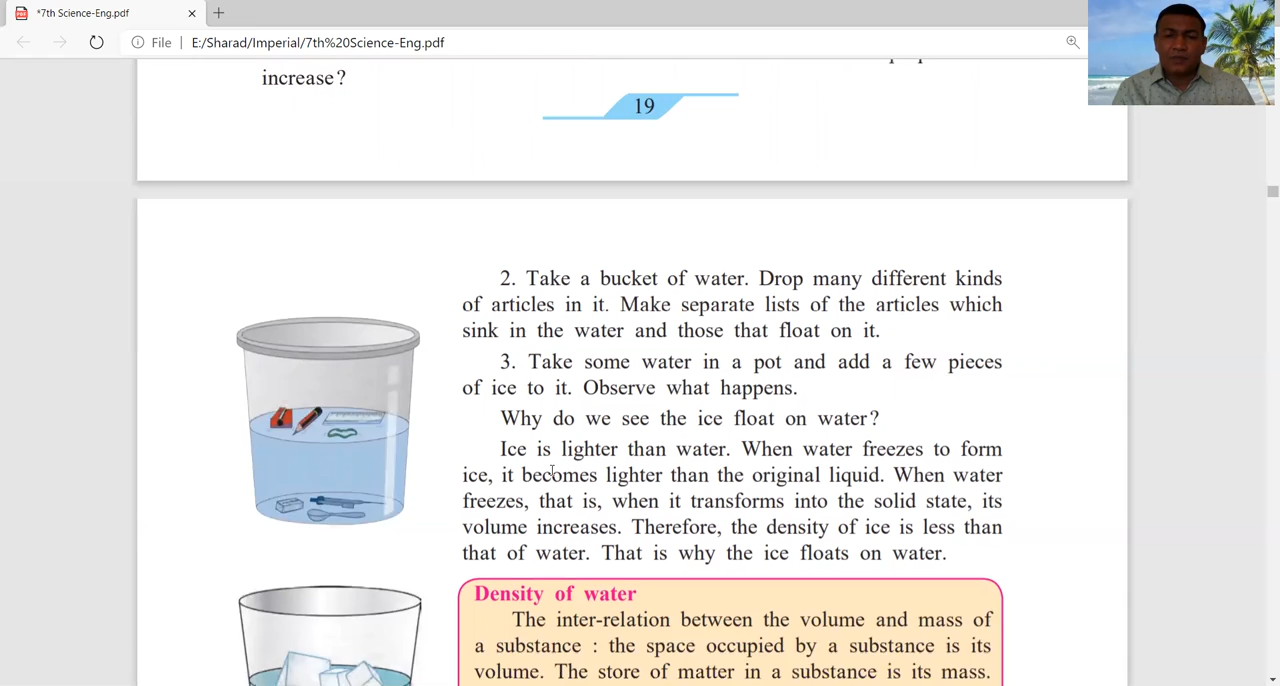 *7th Science-Eng.pdf
File | E:/Sharad/Imperial/7th%20Science-Eng.pdf
increase?
19
2. Take a bucket of water. Drop many different kinds
of articles in it. Make separate lists of the articles which
sink in the water and those that float on it.
3. Take some water in a pot and add a few pieces
of ice to it. Observe what happens.
Why do we see the ice float on water?
Ice is lighter than water. When water freezes to form
ice, it becomes lighter than the original liquid. When water
freezes, that is, when it transforms into the solid state, its
volume increases. Therefore, the density of ice is less than
that of water. That is why the ice floats on water.
Density of water
The inter-relation between the volume and mass of
a substance : the space occupied by a substance is its
volume. The store of matter in a substance is its mass.